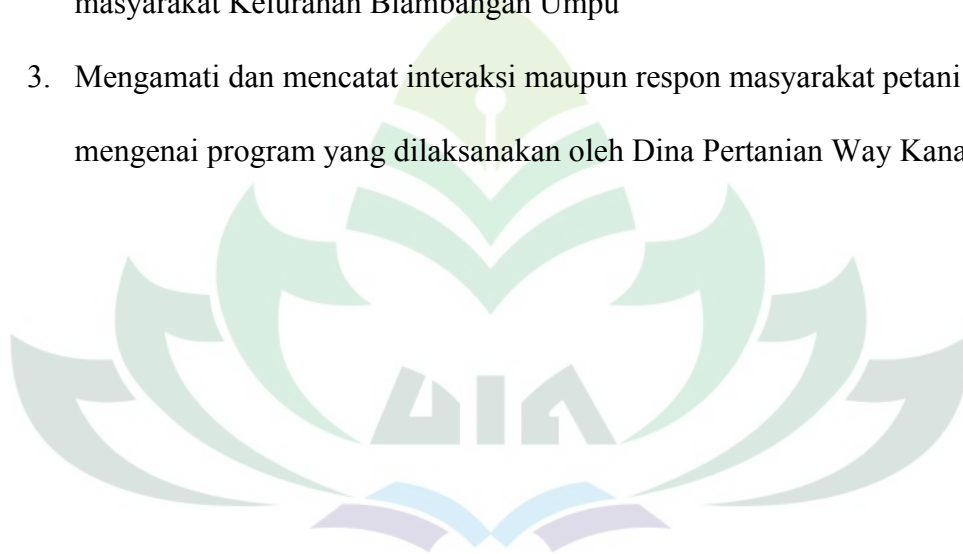 masyarakat Kelurahan Blambangan Umpu
3. Mengamati dan mencatat interaksi maupun respon masyarakat petani
mengenai program yang dilaksanakan oleh Dina Pertanian Way Kana
UIN